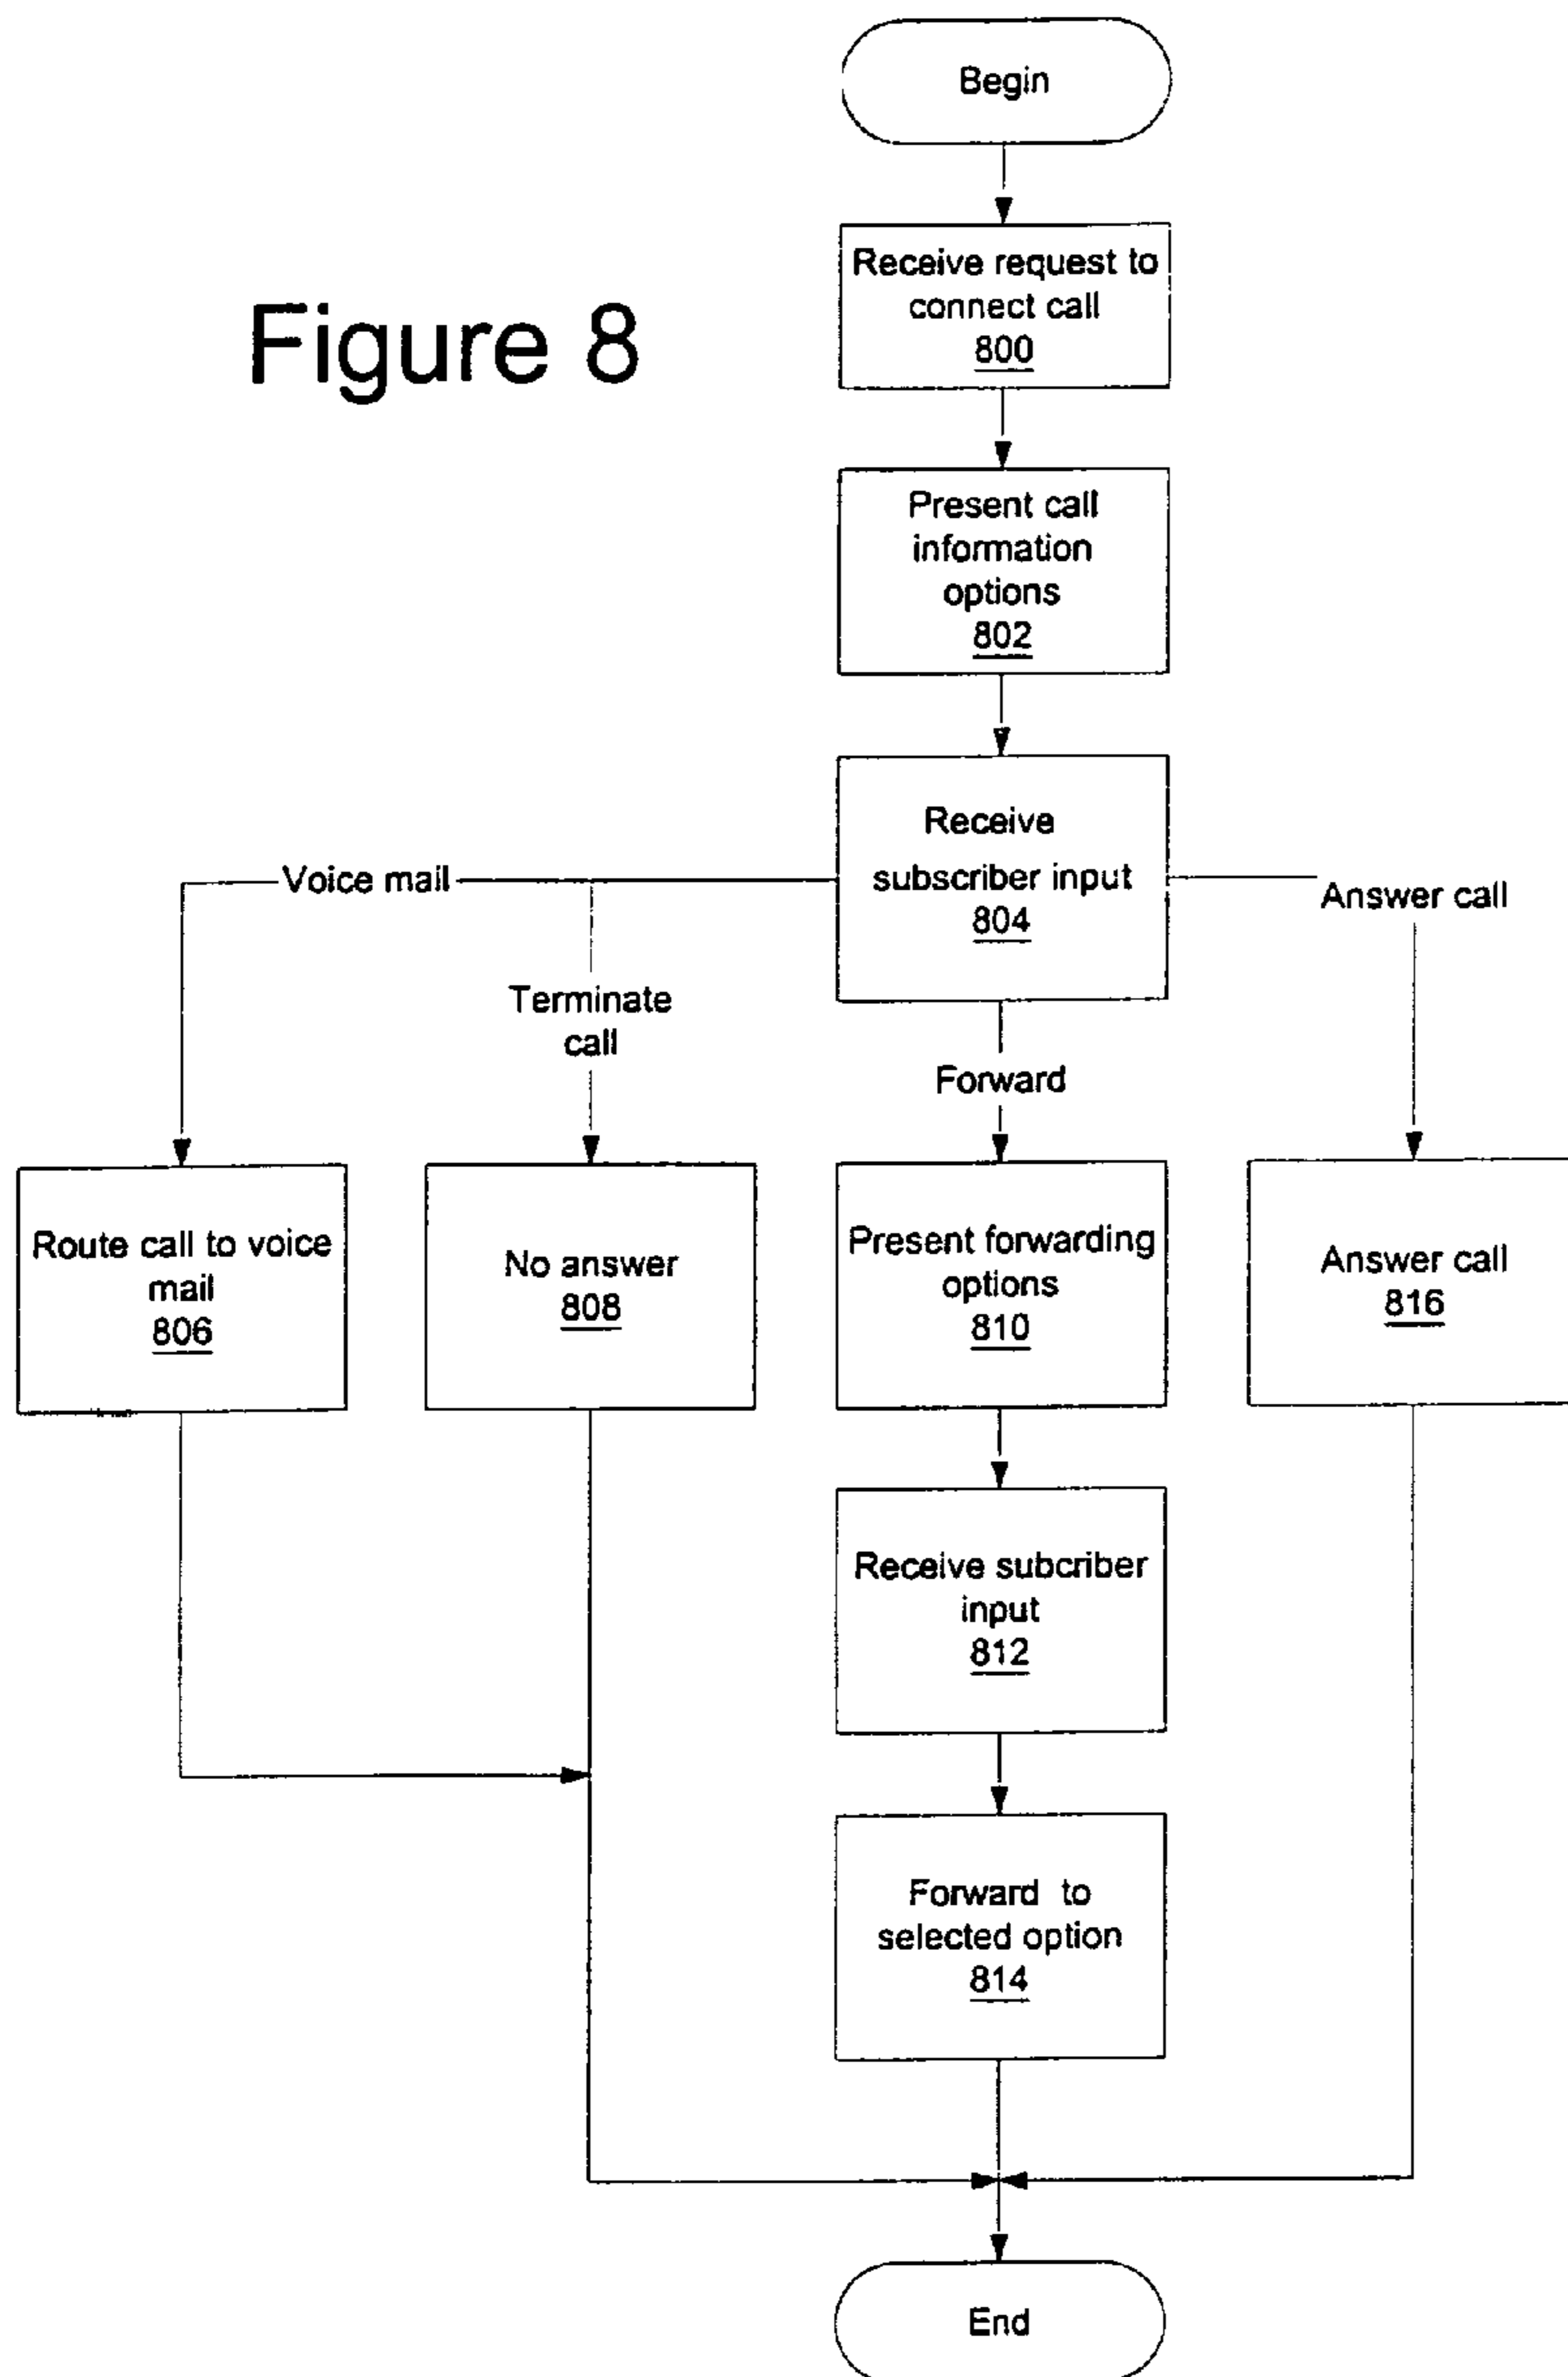 Begin
Figure 8
Receive request to
connect call
800
Present call
information
options
802
Receive
subscriber input
804
Voice mail
Answer call
Terminate
call
Forward
Route call to voice
mail
806
No answer
808
Present forwarding
options
810
Answer call
816
Receive subcriber
input
812
Forward to
selected option
814
End